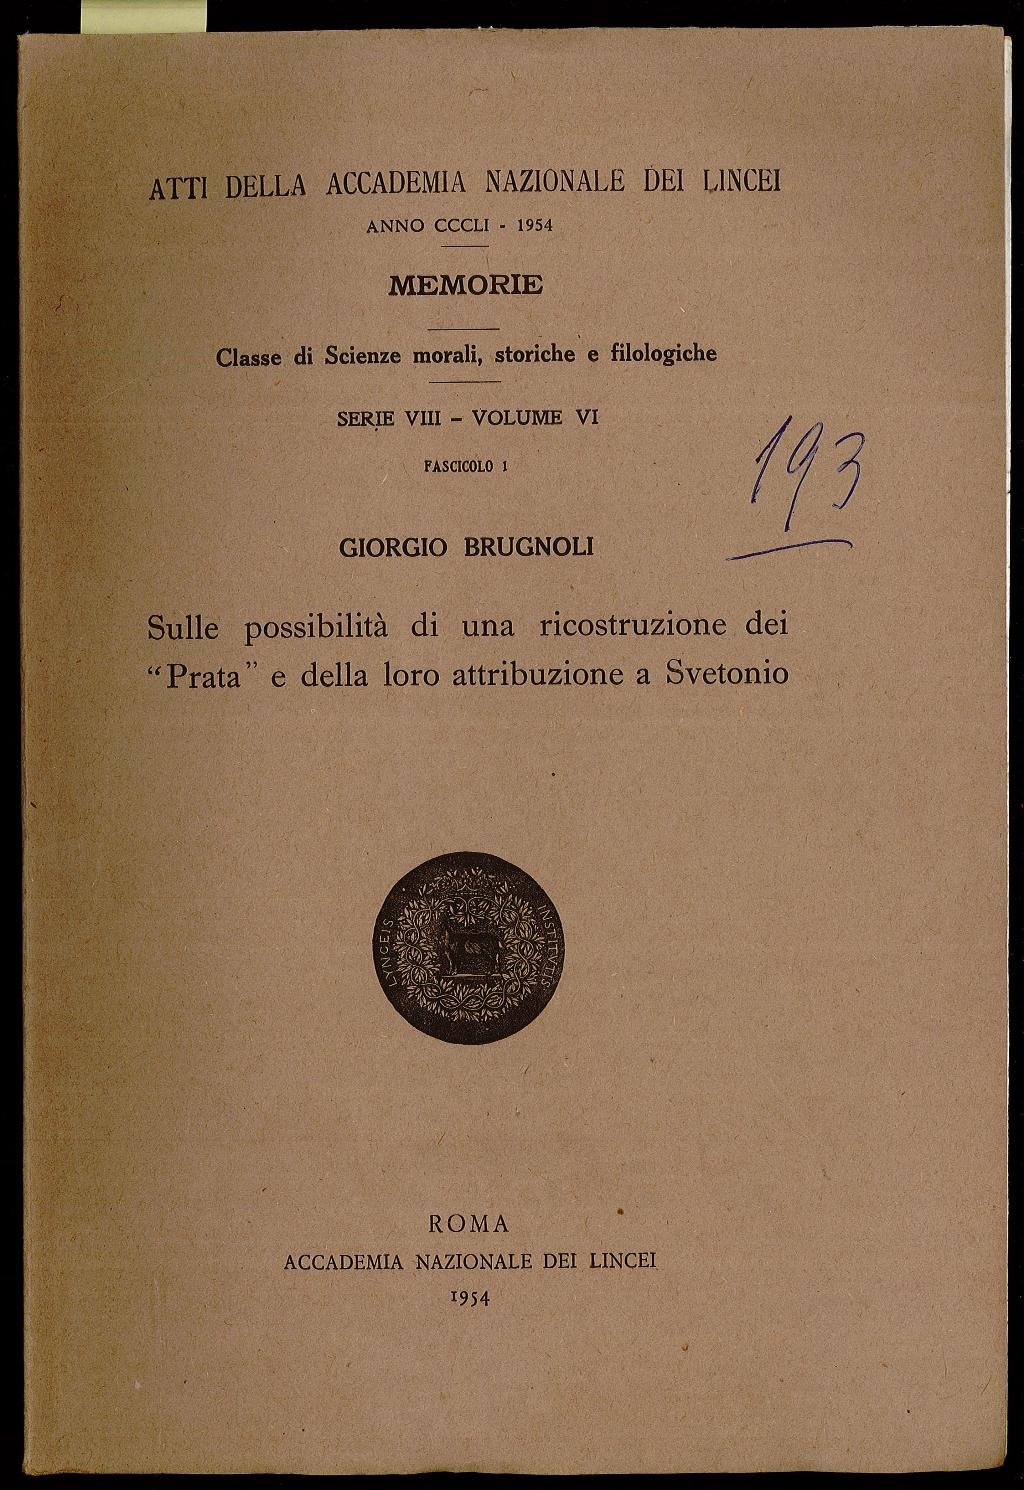 ATTI DELLA ACCADEMIA NAZIONALE DEI LINCEI
ANNO CCCLI - 1954
MEMORIE
Classe di Scienze morali, storiche e filologiche
SERIE VIII – VOLUME VI
FASCICOLO 1
193
GIORGIO BRUGNOLI
Sulle possibilità di una ricostruzione dei
“Prata” e della loro attribuzione a Svetonio
LYNCEIS INSTITVTIS
ROMA
ACCADEMIA NAZIONALE DEI LINCEI
1954